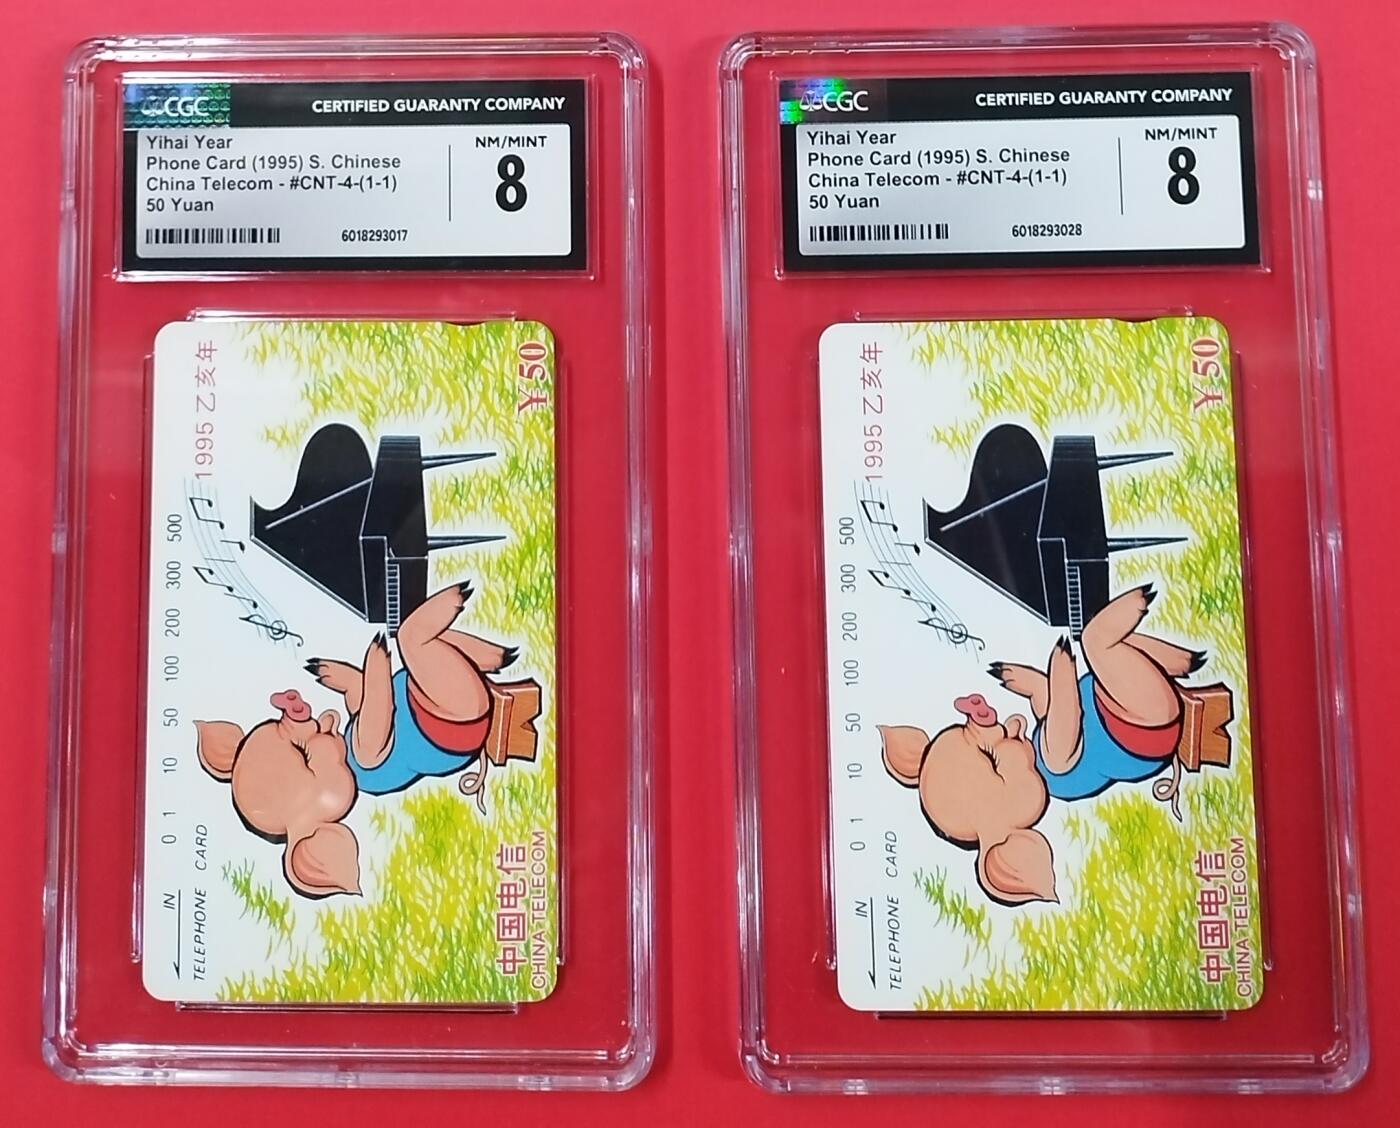 CGC CERTIFIED GUARANTY COMPANY
Yihai Year
Phone Card (1995) S. Chinese
China Telecom - #CNT-4-(1-1)
50 Yuan
NM/MINT
8
6018293017
1995 乙亥年
¥50
0 1 10 50 100 200 300 500
IN
TELEPHONE CARD
中国电信
CHINA TELECOM
CGC CERTIFIED GUARANTY COMPANY
Yihai Year
Phone Card (1995) S. Chinese
China Telecom - #CNT-4-(1-1)
50 Yuan
NM/MINT
8
6018293028
1995 乙亥年
¥50
0 1 10 50 100 200 300 500
IN
TELEPHONE CARD
中国电信
CHINA TELECOM